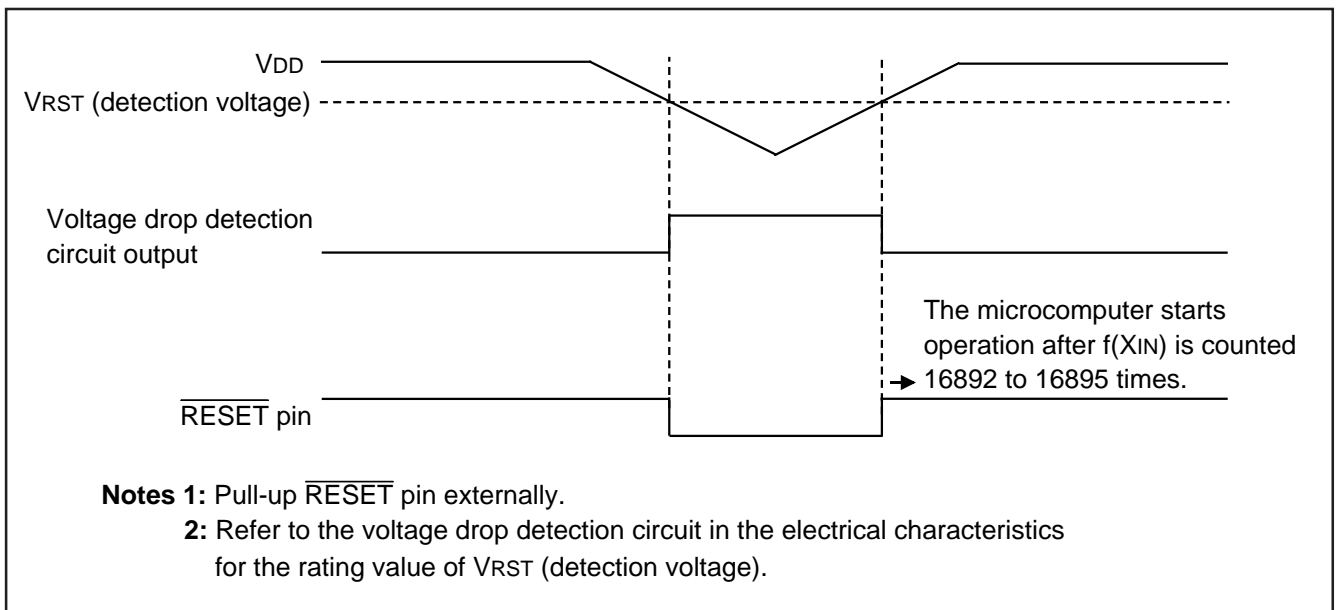 VDD
VRST (detection voltage)
Voltage drop detection
circuit output
The microcomputer starts
operation after f(XIN) is counted
16892 to 16895 times.
RESET pin
Notes 1: Pull-up RESET pin externally.
2: Refer to the voltage drop detection circuit in the electrical characteristics
for the rating value of VRST (detection voltage).